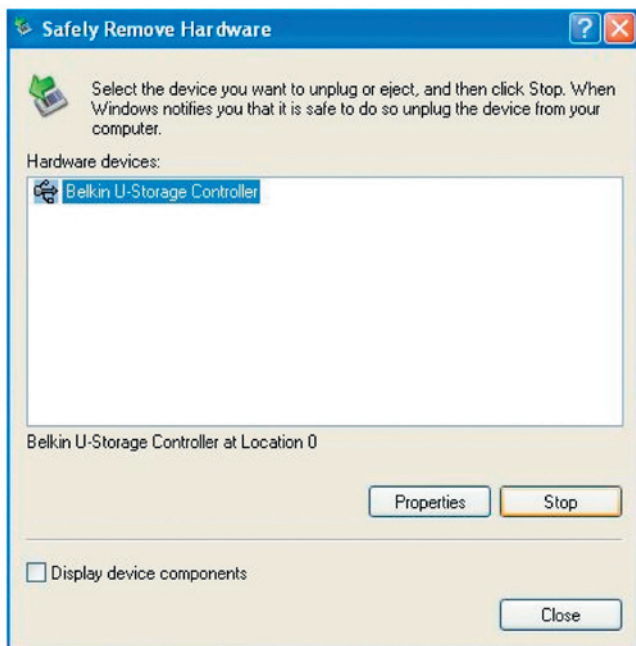 Safely Remove Hardware
Select the device you want to unplug or eject, and then click Stop. When
Windows notifies you that it is safe to do so unplug the device from your
computer.
Hardware devices:
Belkin U-Storage Controller
Belkin U-Storage Controller at Location 0
Properties Stop
Display device components
Close